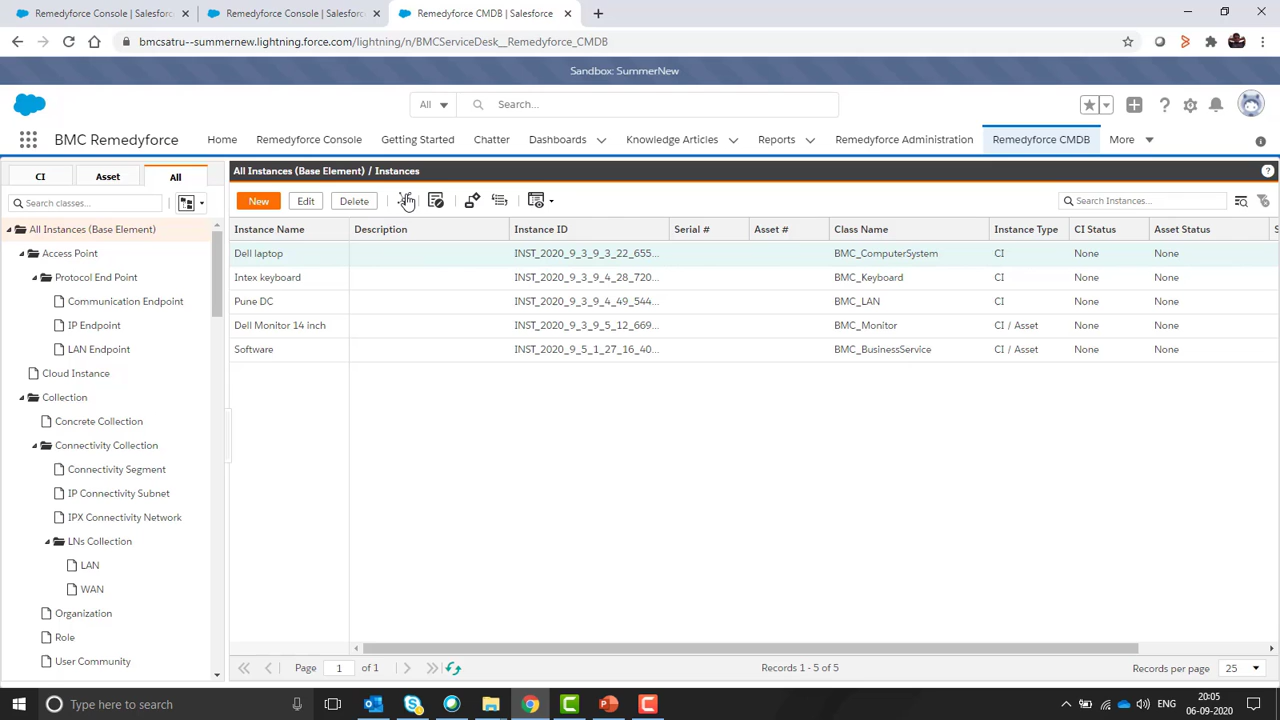 Remedyforce Console | Salesforc
Remedyforce Console | Salesforc
Remedyforce CMDB | Salesforce
bmcsatru--summernew.lightning.force.com/lightning/n/BMCServiceDesk__Remedyforce_CMDB
Sandbox: SummerNew
All
Search...
BMC Remedyforce
Home
Remedyforce Console
Getting Started
Chatter
Dashboards
Knowledge Articles
Reports
Remedyforce Administration
Remedyforce CMDB
More
CI
Asset
All
Search classes...
All Instances (Base Element)
Access Point
Protocol End Point
Communication Endpoint
IP Endpoint
LAN Endpoint
Cloud Instance
Collection
Concrete Collection
Connectivity Collection
Connectivity Segment
IP Connectivity Subnet
IPX Connectivity Network
LNs Collection
LAN
WAN
Organization
Role
User Community
All Instances (Base Element) / Instances
New
Edit
Delete
Search Instances...
Instance Name Description Instance ID Serial # Asset # Class Name Instance Type CI Status Asset Status S
Dell laptop INST_2020_9_3_9_3_22_655... BMC_ComputerSystem CI None None
Intex keyboard INST_2020_9_3_9_4_28_720... BMC_Keyboard CI None None
Pune DC INST_2020_9_3_9_4_49_544... BMC_LAN CI None None
Dell Monitor 14 inch INST_2020_9_3_9_5_12_669... BMC_Monitor CI / Asset None None
Software INST_2020_9_5_1_27_16_40... BMC_BusinessService CI / Asset None None
Page 1 of 1
Records 1 - 5 of 5
Records per page 25
Type here to search
ENG
20:05
06-09-2020